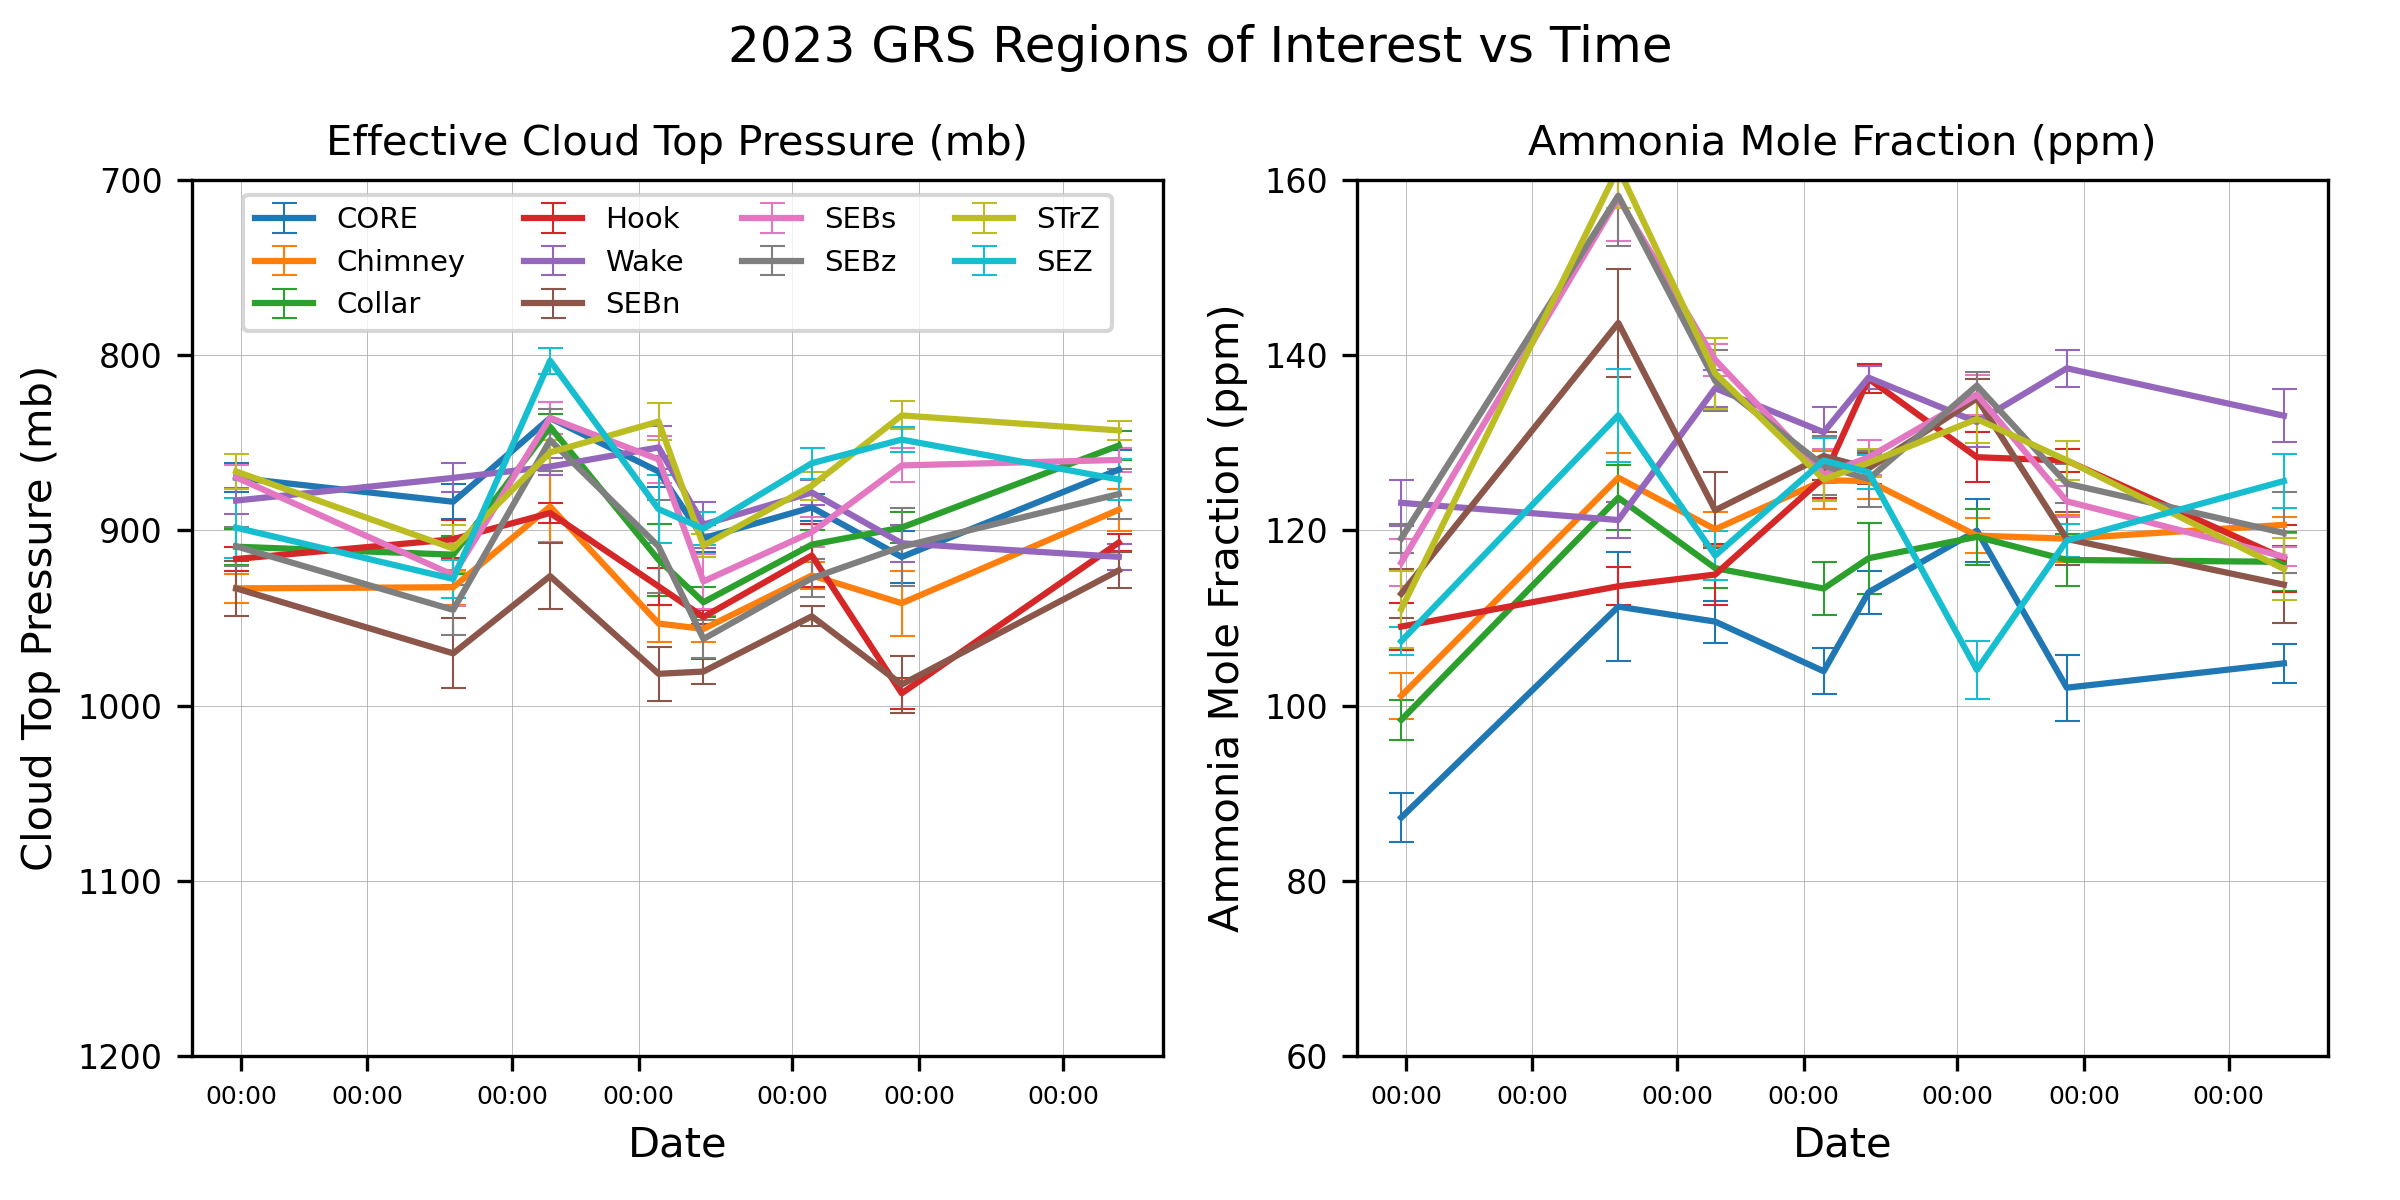 2023 GRS Regions of Interest vs Time
Effective Cloud Top Pressure (mb)
Cloud Top Pressure (mb)
700
800
900
1000
1100
1200
CORE
Chimney
Collar
Hook
Wake
SEBn
SEBs
SEBz
STrZ
SEZ
00:00 00:00 00:00 00:00 00:00 00:00 00:00
Date
Ammonia Mole Fraction (ppm)
Ammonia Mole Fraction (ppm)
160
140
120
100
80
60
00:00 00:00 00:00 00:00 00:00 00:00 00:00
Date